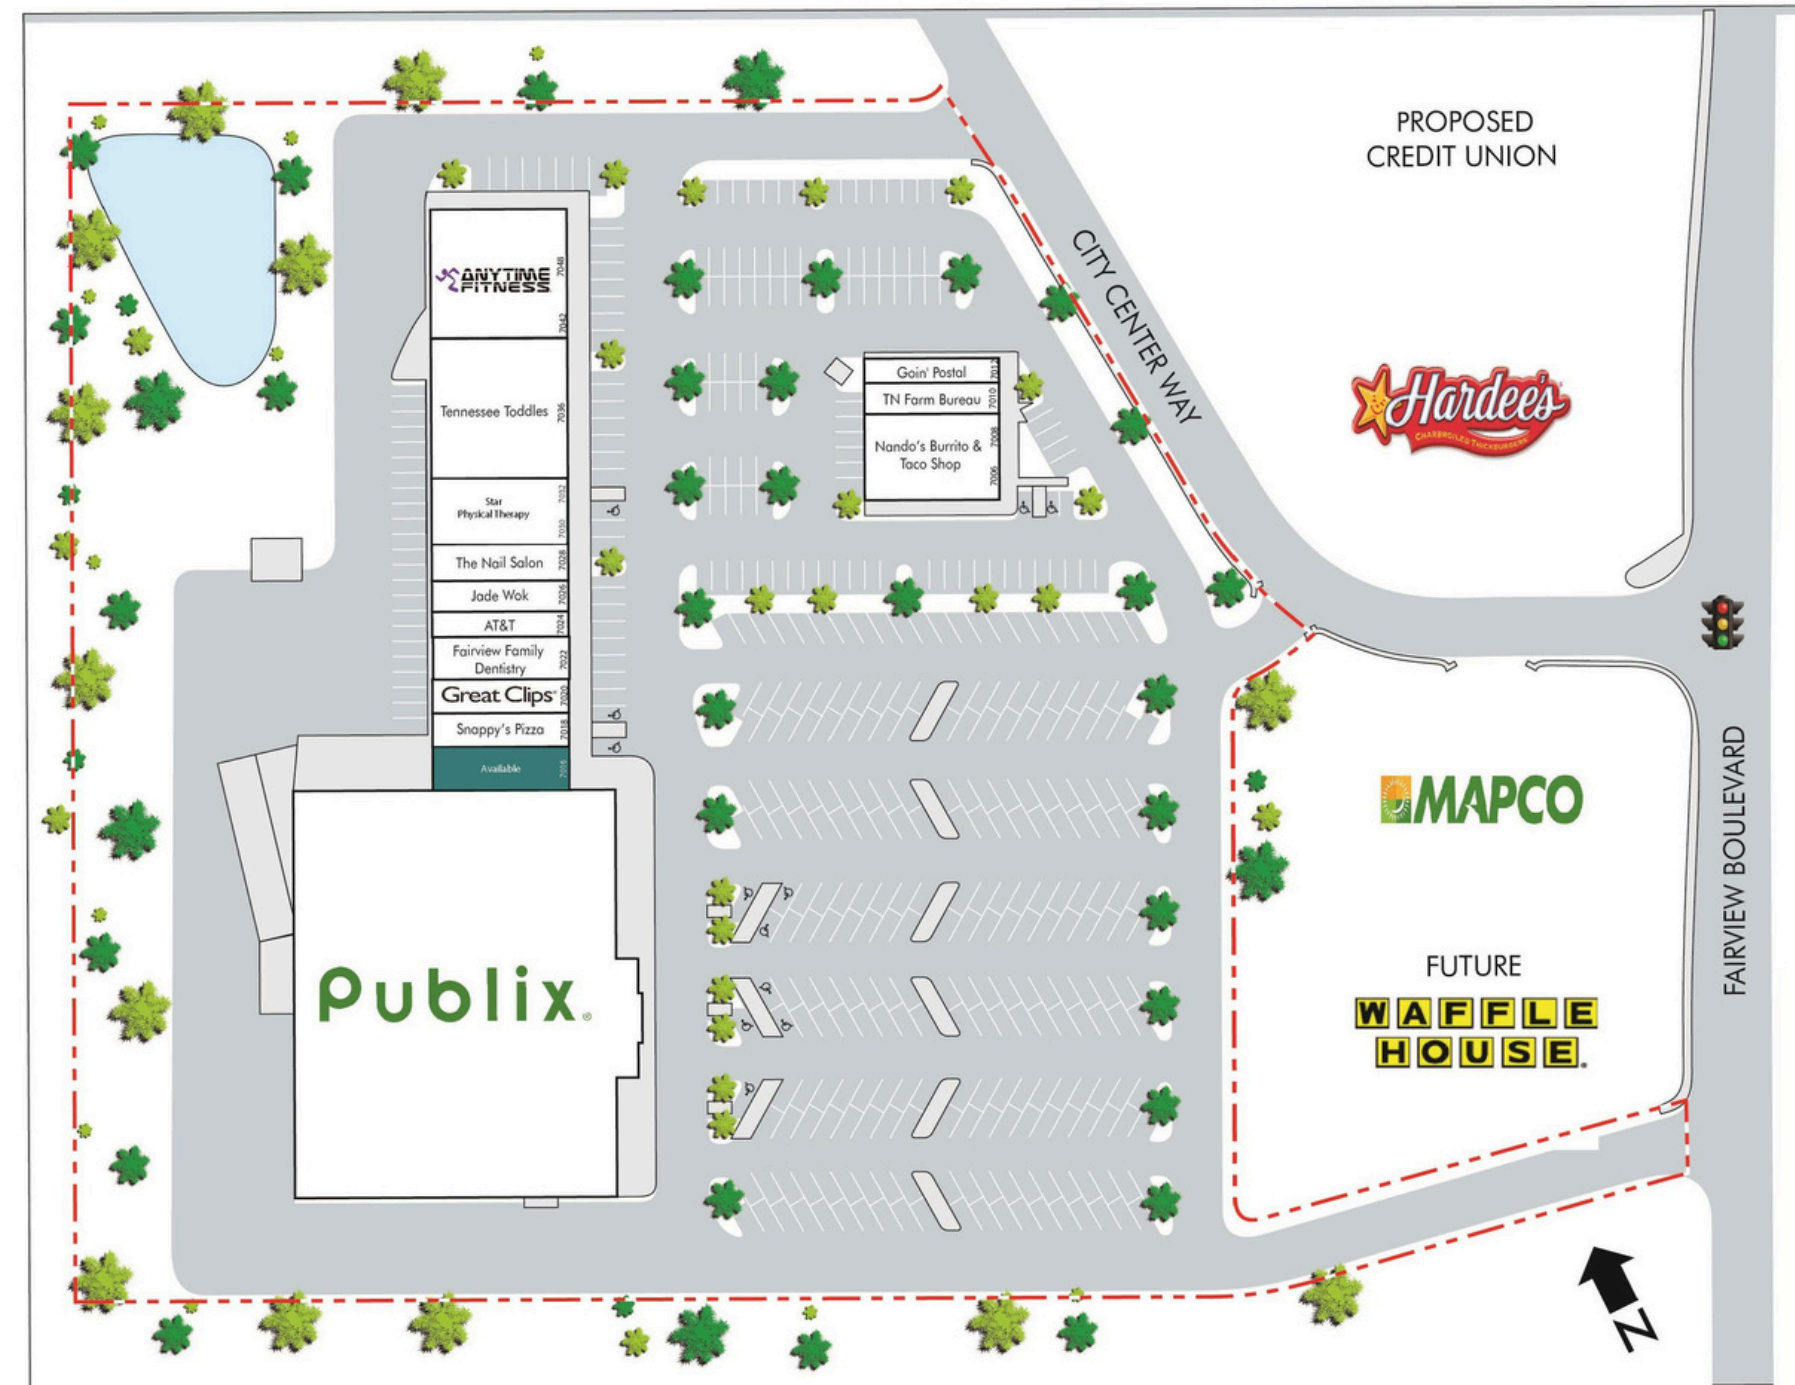 PROPOSED
CREDIT UNION
CITY CENTER WAY
ANYTIME
FITNESS
7048
7042
Tennessee Toddles
7036
Goin' Postal
7012
TN Farm Bureau
7010
Nando's Burrito &
Taco Shop
7008
7006
Hardee's
CHARBROILED THICKBURGERS
Star
Physical Therapy
7032
7030
The Nail Salon
7028
Jade Wok
7026
AT&T
7024
Fairview Family
Dentistry
7022
Great Clips
7020
Snappy's Pizza
7018
Available
7016
MAPCO
FAIRVIEW BOULEVARD
Publix®
FUTURE
WAFFLE
HOUSE®
N